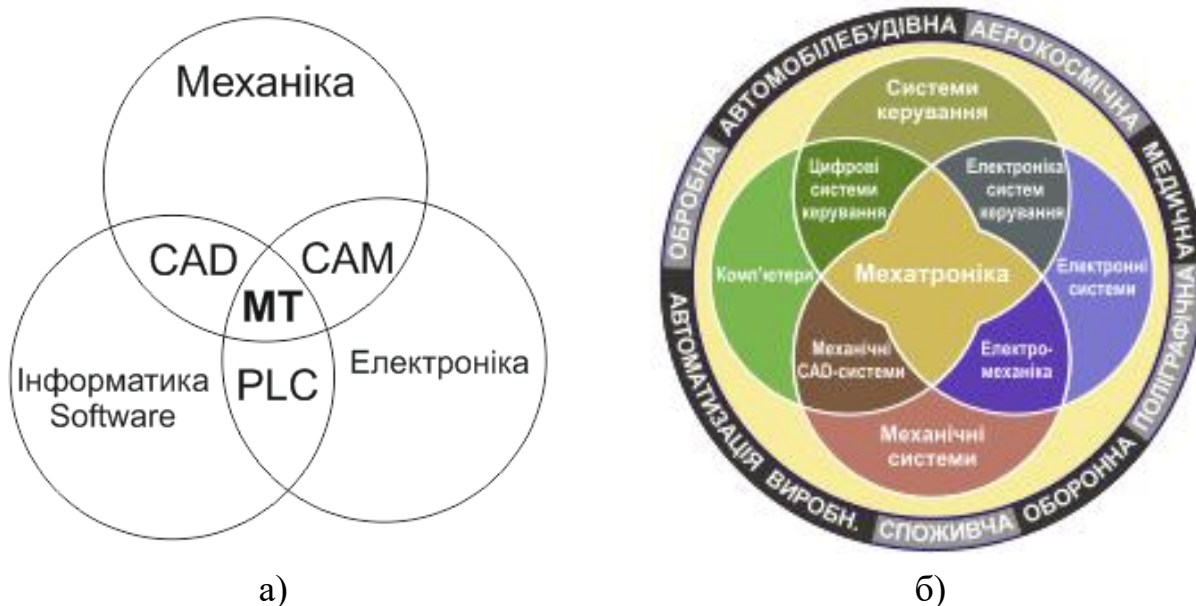 Механіка
CAD
CAM
МТ
Інформатика
Software
PLC
Електроніка
а)
ОБРОБНА
АВТОМОБІЛЕБУДІВНА
АЕРОКОСМІЧНА
МЕДИЧНА
ПОЛІГРАФІЧНА
ОБОРОННА
СПОЖИВЧА
АВТОМАТИЗАЦІЯ ВИРОБН.
Системи
керування
Цифрові
системи
керування
Електроніка
систем
керування
Комп'ютери
Мехатроніка
Електронні
системи
Механічні
CAD-системи
Електро-
механіка
Механічні
системи
б)